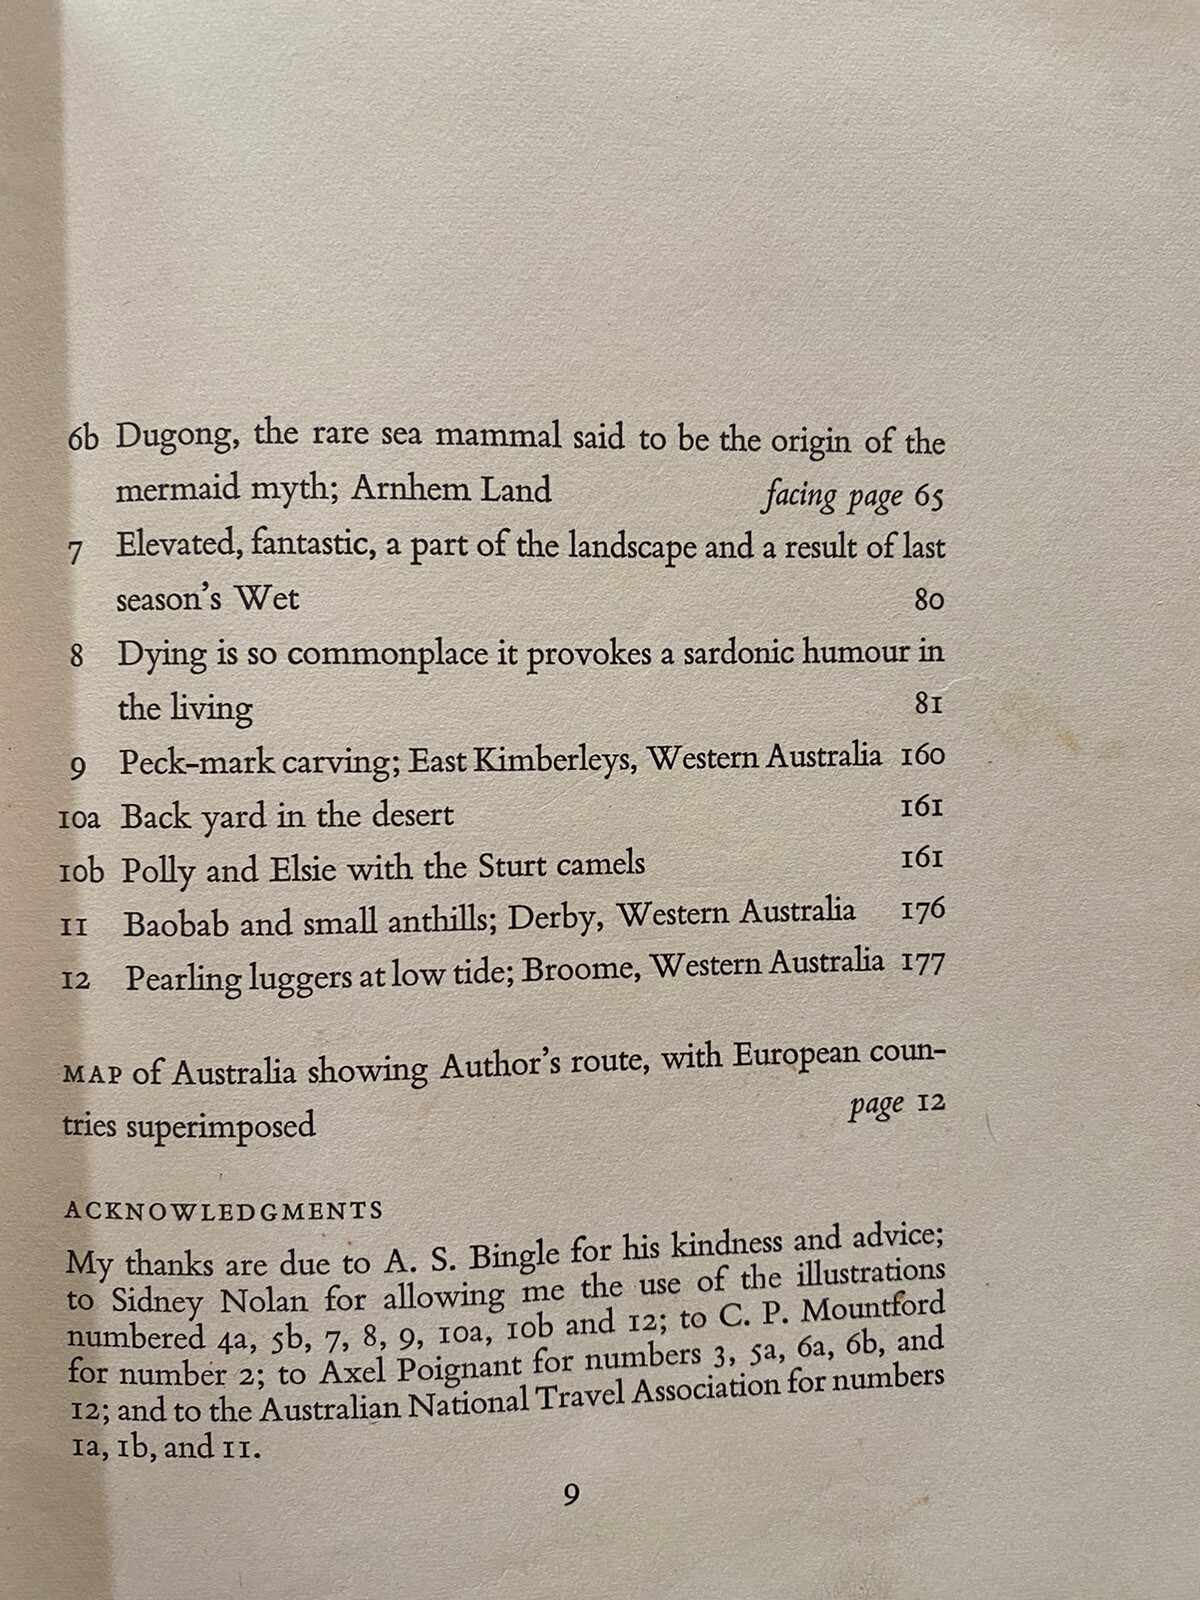 6b Dugong, the rare sea mammal said to be the origin of the
mermaid myth; Arnhem Land facing page 65
7 Elevated, fantastic, a part of the landscape and a result of last
season's Wet 80
8 Dying is so commonplace it provokes a sardonic humour in
the living 81
9 Peck-mark carving; East Kimberleys, Western Australia 160
10a Back yard in the desert 161
10b Polly and Elsie with the Sturt camels 161
11 Baobab and small anthills; Derby, Western Australia 176
12 Pearling luggers at low tide; Broome, Western Australia 177
MAP of Australia showing Author's route, with European coun-
tries superimposed page 12
ACKNOWLEDGMENTS
My thanks are due to A. S. Bingle for his kindness and advice;
to Sidney Nolan for allowing me the use of the illustrations
numbered 4a, 5b, 7, 8, 9, 10a, 10b and 12; to C. P. Mountford
for number 2; to Axel Poignant for numbers 3, 5a, 6a, 6b, and
12; and to the Australian National Travel Association for numbers
1a, 1b, and 11.
9